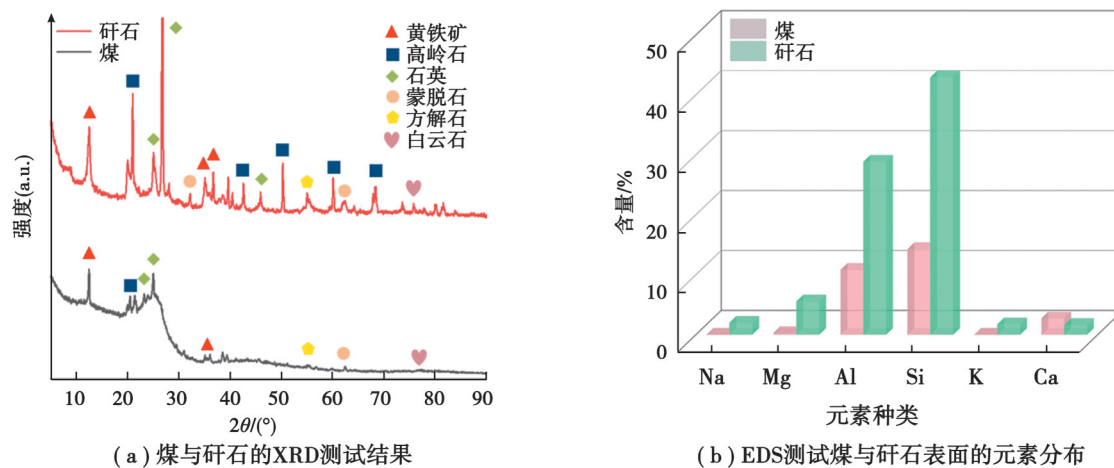 矸石
煤
黄铁矿
高岭石
石英
蒙脱石
方解石
白云石
强度(a.u.)
10 20 30 40 50 60 70 80 90
2θ/(°)
(a)煤与矸石的XRD测试结果
煤
矸石
50
40
30
20
10
0
含量/%
Na Mg Al Si K Ca
元素种类
(b)EDS测试煤与矸石表面的元素分布